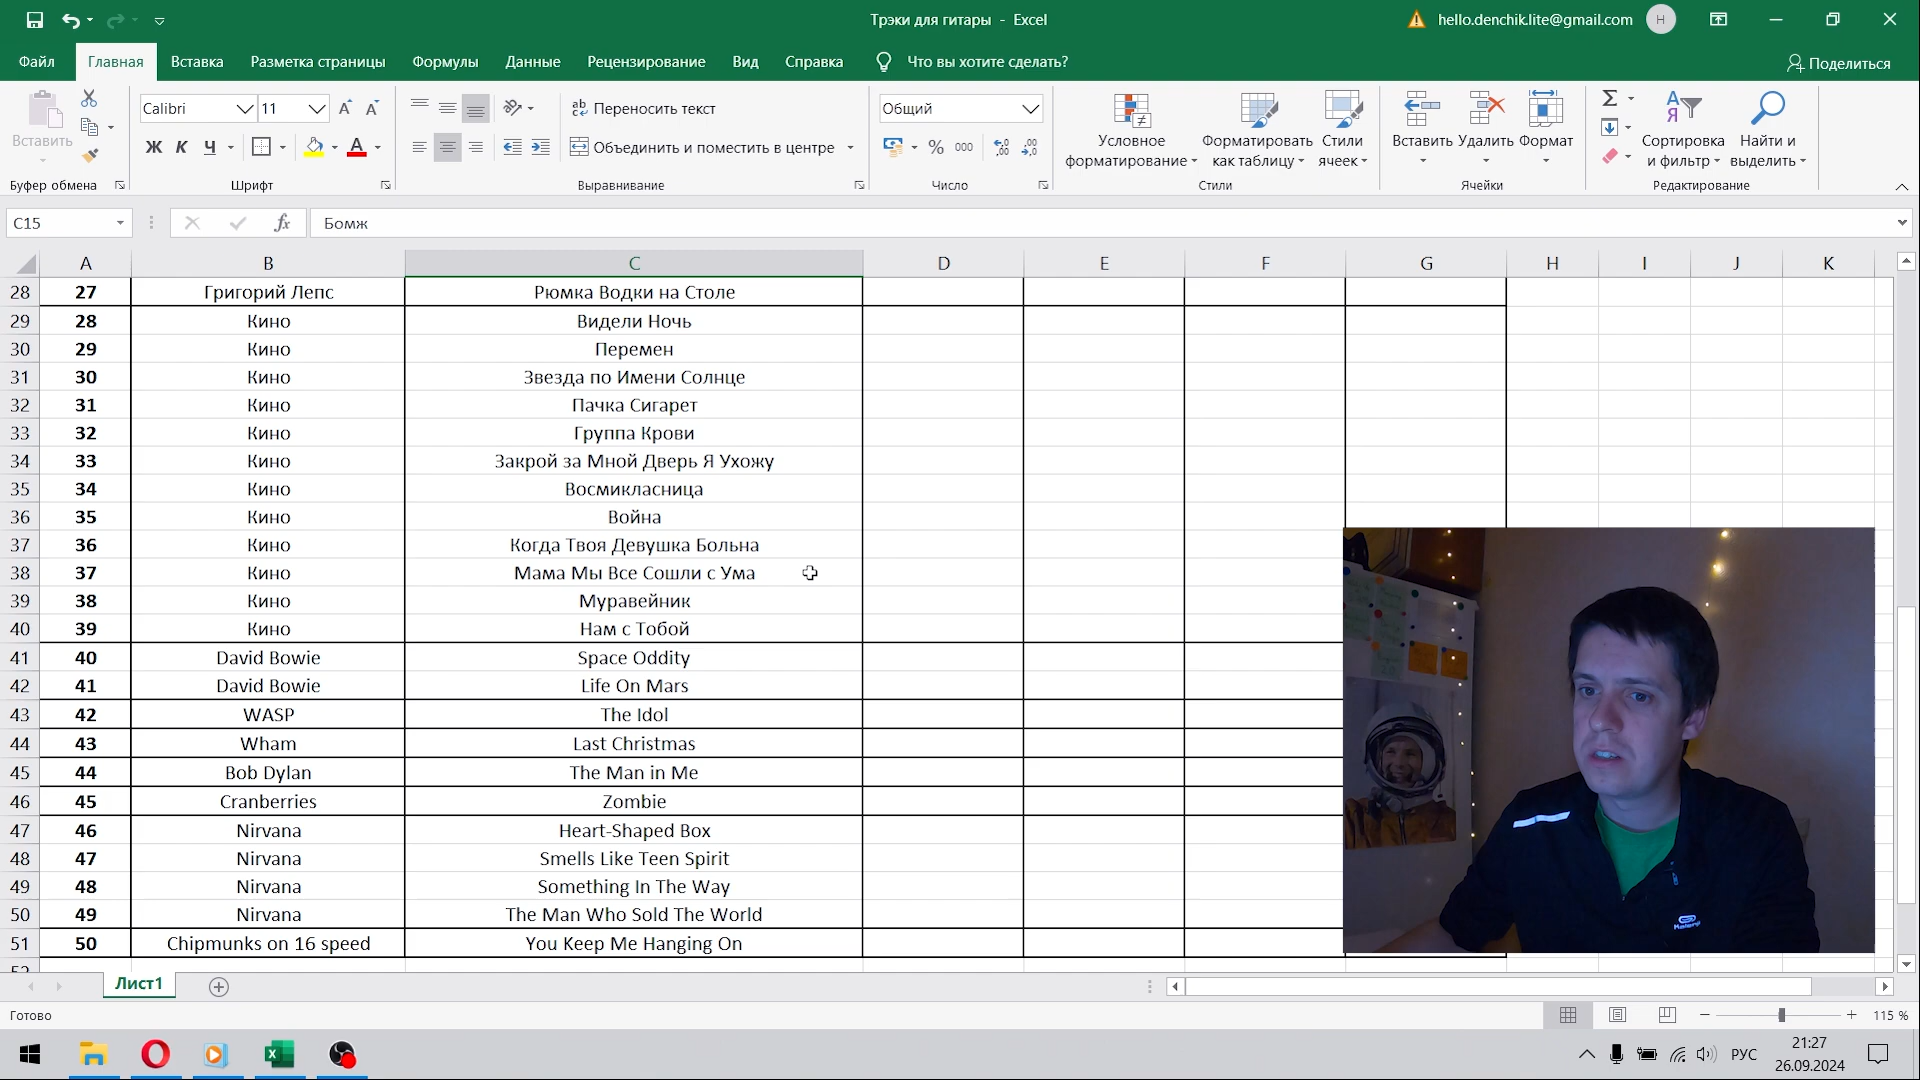 Трэки для гитары - Excel
hello.denchik.lite@gmail.com
H
Файл Главная Вставка Разметка страницы Формулы Данные Рецензирование Вид Справка Что вы хотите сделать? Поделиться
Вставить
Буфер обмена
Calibri 11
Ж К Ч
Шрифт
Переносить текст
Объединить и поместить в центре
Выравнивание
Общий
% 000
Число
Условное форматирование
Форматировать как таблицу
Стили ячеек
Стили
Вставить Удалить Формат
Ячейки
Сортировка и фильтр
Найти и выделить
Редактирование
C15 fx Бомж
A B C D E F G H I J K
28 27 Григорий Лепс Рюмка Водки на Столе
29 28 Кино Видели Ночь
30 29 Кино Перемен
31 30 Кино Звезда по Имени Солнце
32 31 Кино Пачка Сигарет
33 32 Кино Группа Крови
34 33 Кино Закрой за Мной Дверь Я Ухожу
35 34 Кино Восмикласница
36 35 Кино Война
37 36 Кино Когда Твоя Девушка Больна
38 37 Кино Мама Мы Все Сошли с Ума
39 38 Кино Муравейник
40 39 Кино Нам с Тобой
41 40 David Bowie Space Oddity
42 41 David Bowie Life On Mars
43 42 WASP The Idol
44 43 Wham Last Christmas
45 44 Bob Dylan The Man in Me
46 45 Cranberries Zombie
47 46 Nirvana Heart-Shaped Box
48 47 Nirvana Smells Like Teen Spirit
49 48 Nirvana Something In The Way
50 49 Nirvana The Man Who Sold The World
51 50 Chipmunks on 16 speed You Keep Me Hanging On
Лист1
Готово
115 %
РУС
21:27
26.09.2024